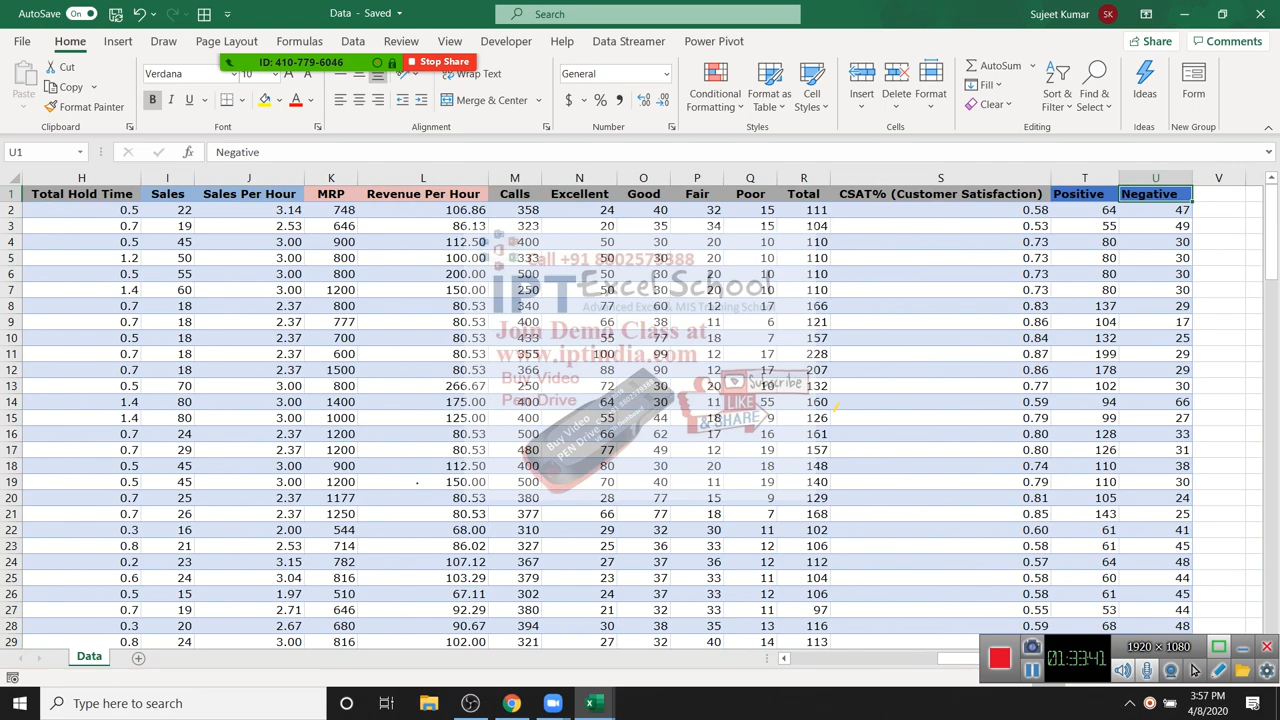 AutoSave On Data - Saved Search Sujeet Kumar SK
File Home Insert Draw Page Layout Formulas Data Review View Developer Help Data Streamer Power Pivot Share Comments
ID: 410-779-6046 Stop Share
Paste Cut Copy Format Painter Clipboard
Verdana 10 B I U A Font
Wrap Text Merge & Center Alignment
General $ % , Number
Conditional Formatting Format as Table Cell Styles Styles
Insert Delete Format Cells
AutoSum Fill Clear Sort & Filter Find & Select Editing
Ideas Ideas
Form New Group
U1 fx Negative
H I J K L M N O P Q R S T U V
1 Total Hold Time Sales Sales Per Hour MRP Revenue Per Hour Calls Excellent Good Fair Poor Total CSAT% (Customer Satisfaction) Positive Negative
2 0.5 22 3.14 748 106.86 358 24 40 32 15 111 0.58 64 47
3 0.7 19 2.53 646 86.13 323 20 35 34 15 104 0.53 55 49
4 0.5 45 3.00 900 112.50 400 50 30 20 10 110 0.73 80 30
5 1.2 50 3.00 800 100.00 333 50 30 20 10 110 0.73 80 30
6 0.5 55 3.00 800 200.00 500 50 30 20 10 110 0.73 80 30
7 1.4 60 3.00 1200 150.00 250 50 30 20 10 110 0.73 80 30
8 0.7 18 2.37 800 80.53 340 77 60 12 17 166 0.83 137 29
9 0.7 18 2.37 777 80.53 400 66 38 11 6 121 0.86 104 17
10 0.5 18 2.37 700 80.53 433 55 77 18 7 157 0.84 132 25
11 0.7 18 2.37 600 80.53 355 100 99 12 17 228 0.87 199 29
12 0.7 18 2.37 1500 80.53 366 88 90 12 17 207 0.86 178 29
13 0.5 70 3.00 800 266.67 250 72 30 20 10 132 0.77 102 30
14 1.4 80 3.00 1400 175.00 400 64 30 11 55 160 0.59 94 66
15 1.4 80 3.00 1000 125.00 400 55 44 18 9 126 0.79 99 27
16 0.7 24 2.37 1200 80.53 500 66 62 17 16 161 0.80 128 33
17 0.7 29 2.37 1200 80.53 480 77 49 12 19 157 0.80 126 31
18 0.5 45 3.00 900 112.50 400 80 30 20 18 148 0.74 110 38
19 0.5 45 3.00 1200 150.00 500 70 40 11 19 140 0.79 110 30
20 0.7 25 2.37 1177 80.53 380 28 77 15 9 129 0.81 105 24
21 0.7 26 2.37 1250 80.53 377 66 77 18 7 168 0.85 143 25
22 0.3 16 2.00 544 68.00 310 29 32 30 11 102 0.60 61 41
23 0.8 21 2.53 714 86.02 327 25 36 33 12 106 0.58 61 45
24 0.3 23 3.15 782 107.12 367 27 37 36 12 112 0.57 64 48
25 0.6 24 3.04 816 103.29 379 23 37 33 11 104 0.58 60 44
26 0.5 15 1.97 510 67.11 302 24 37 34 11 106 0.58 61 45
27 0.7 19 2.71 646 92.29 380 21 32 33 11 97 0.55 53 44
28 0.3 20 2.67 680 90.67 394 30 38 35 13 116 0.59 68 48
29 0.8 24 3.00 816 102.00 321 27 32 40 14 113
Call +91 8802579388
IPT Excel School
Advanced Excel & MIS Training School
Join Demo Class at
www.iptindia.com
Buy Video
Pen Drive
Subscribe
LIKE
& SHARE
Buy Video
PEN Drive
Data
01:33:41 1920 × 1080
Type here to search
3:57 PM
4/8/2020